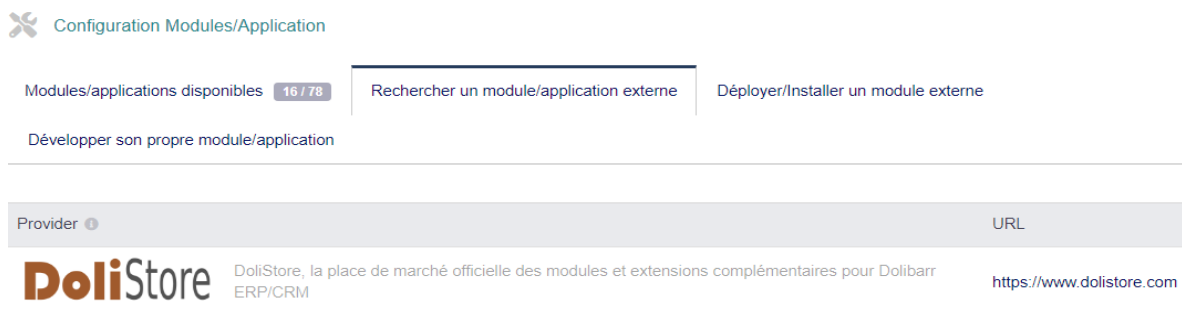 Configuration Modules/Application
Modules/applications disponibles 16 / 78 Rechercher un module/application externe Déployer/Installer un module externe
Développer son propre module/application
Provider URL
DoliStore DoliStore, la place de marché officielle des modules et extensions complémentaires pour Dolibarr
ERP/CRM https://www.dolistore.com